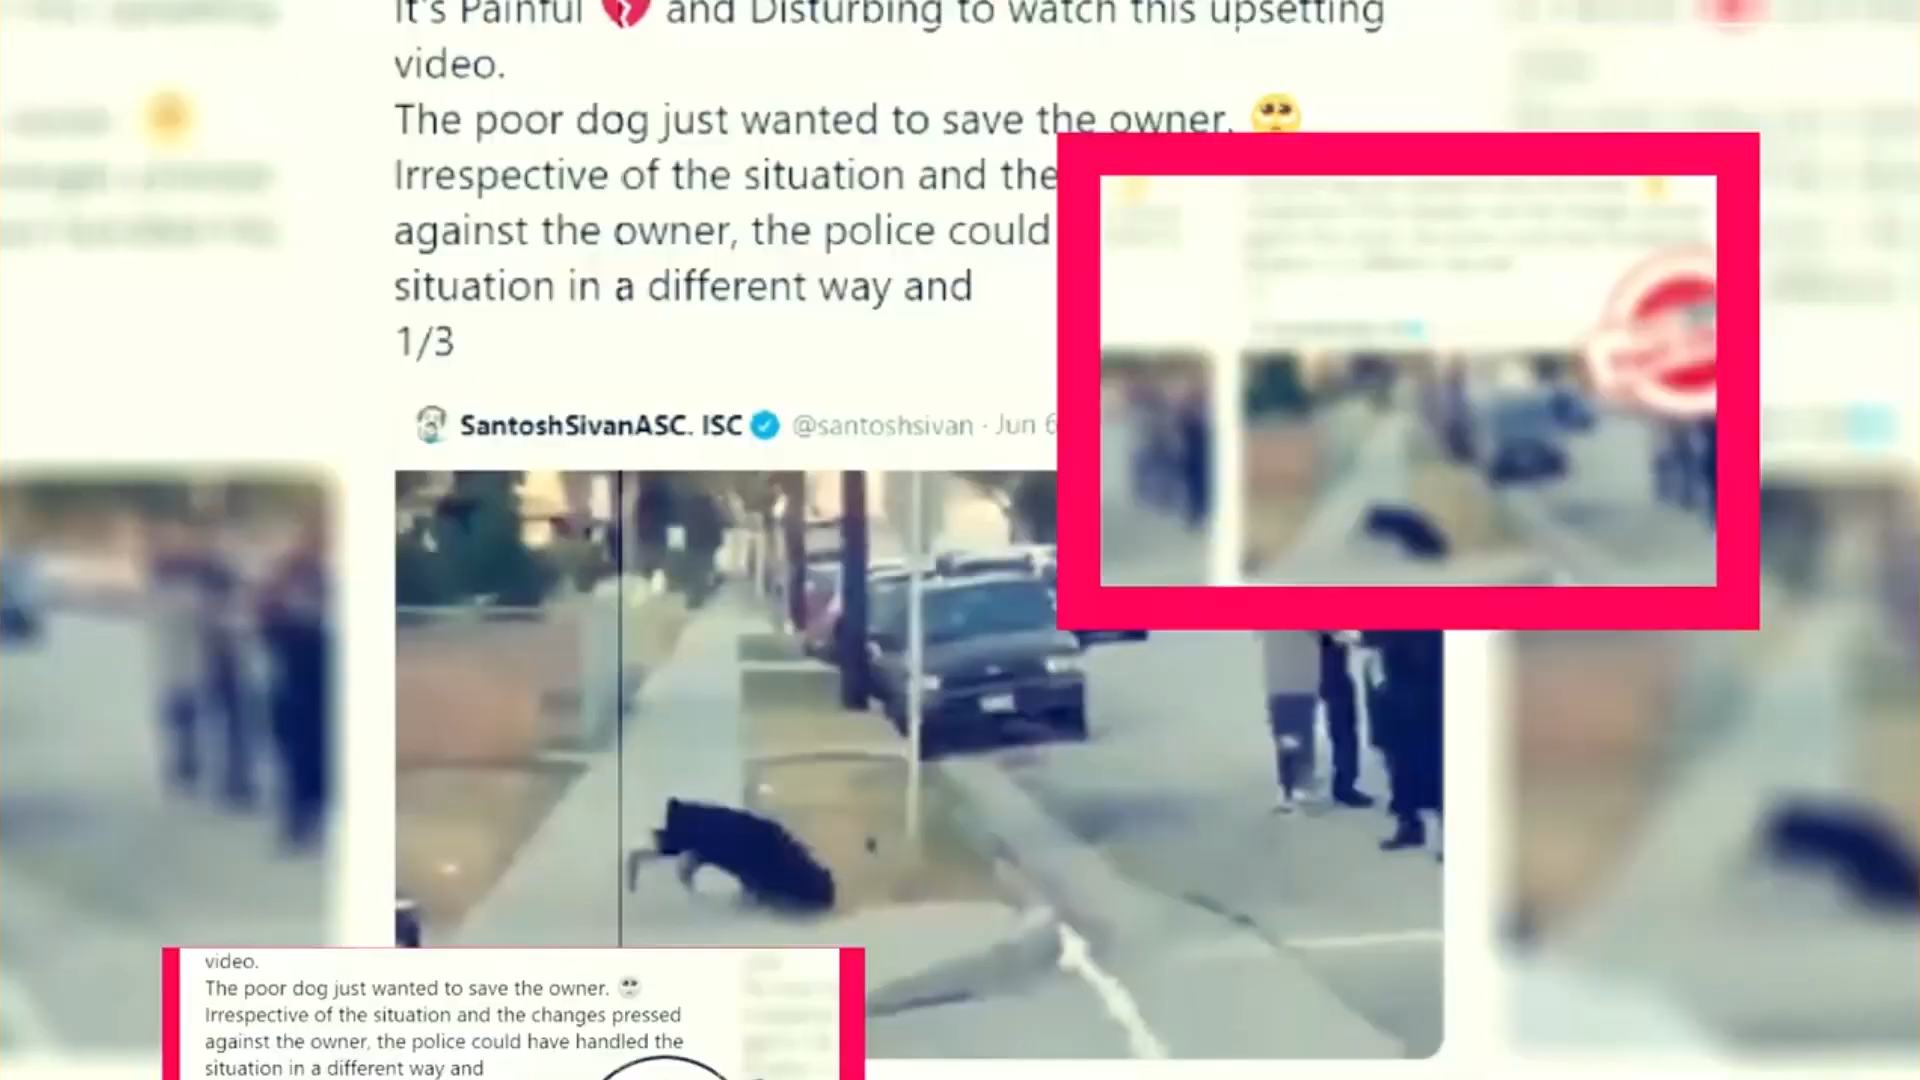 It's Painful 💔 and Disturbing to watch this upsetting
video.
The poor dog just wanted to save the owner. 🥺
Irrespective of the situation and the
against the owner, the police could
situation in a different way and
1/3
SantoshSivanASC. ISC @santoshsivan · Jun 6
video.
The poor dog just wanted to save the owner. 🥺
Irrespective of the situation and the changes pressed
against the owner, the police could have handled the
situation in a different way and